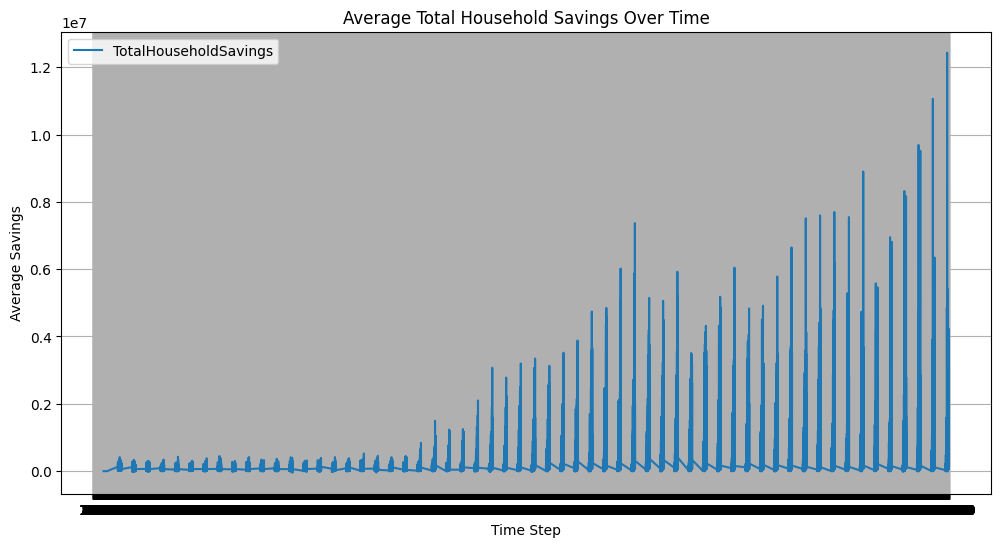 Average Total Household Savings Over Time
1e7
TotalHouseholdSavings
1.2
1.0
0.8
0.6
0.4
0.2
0.0
Average Savings
Time Step